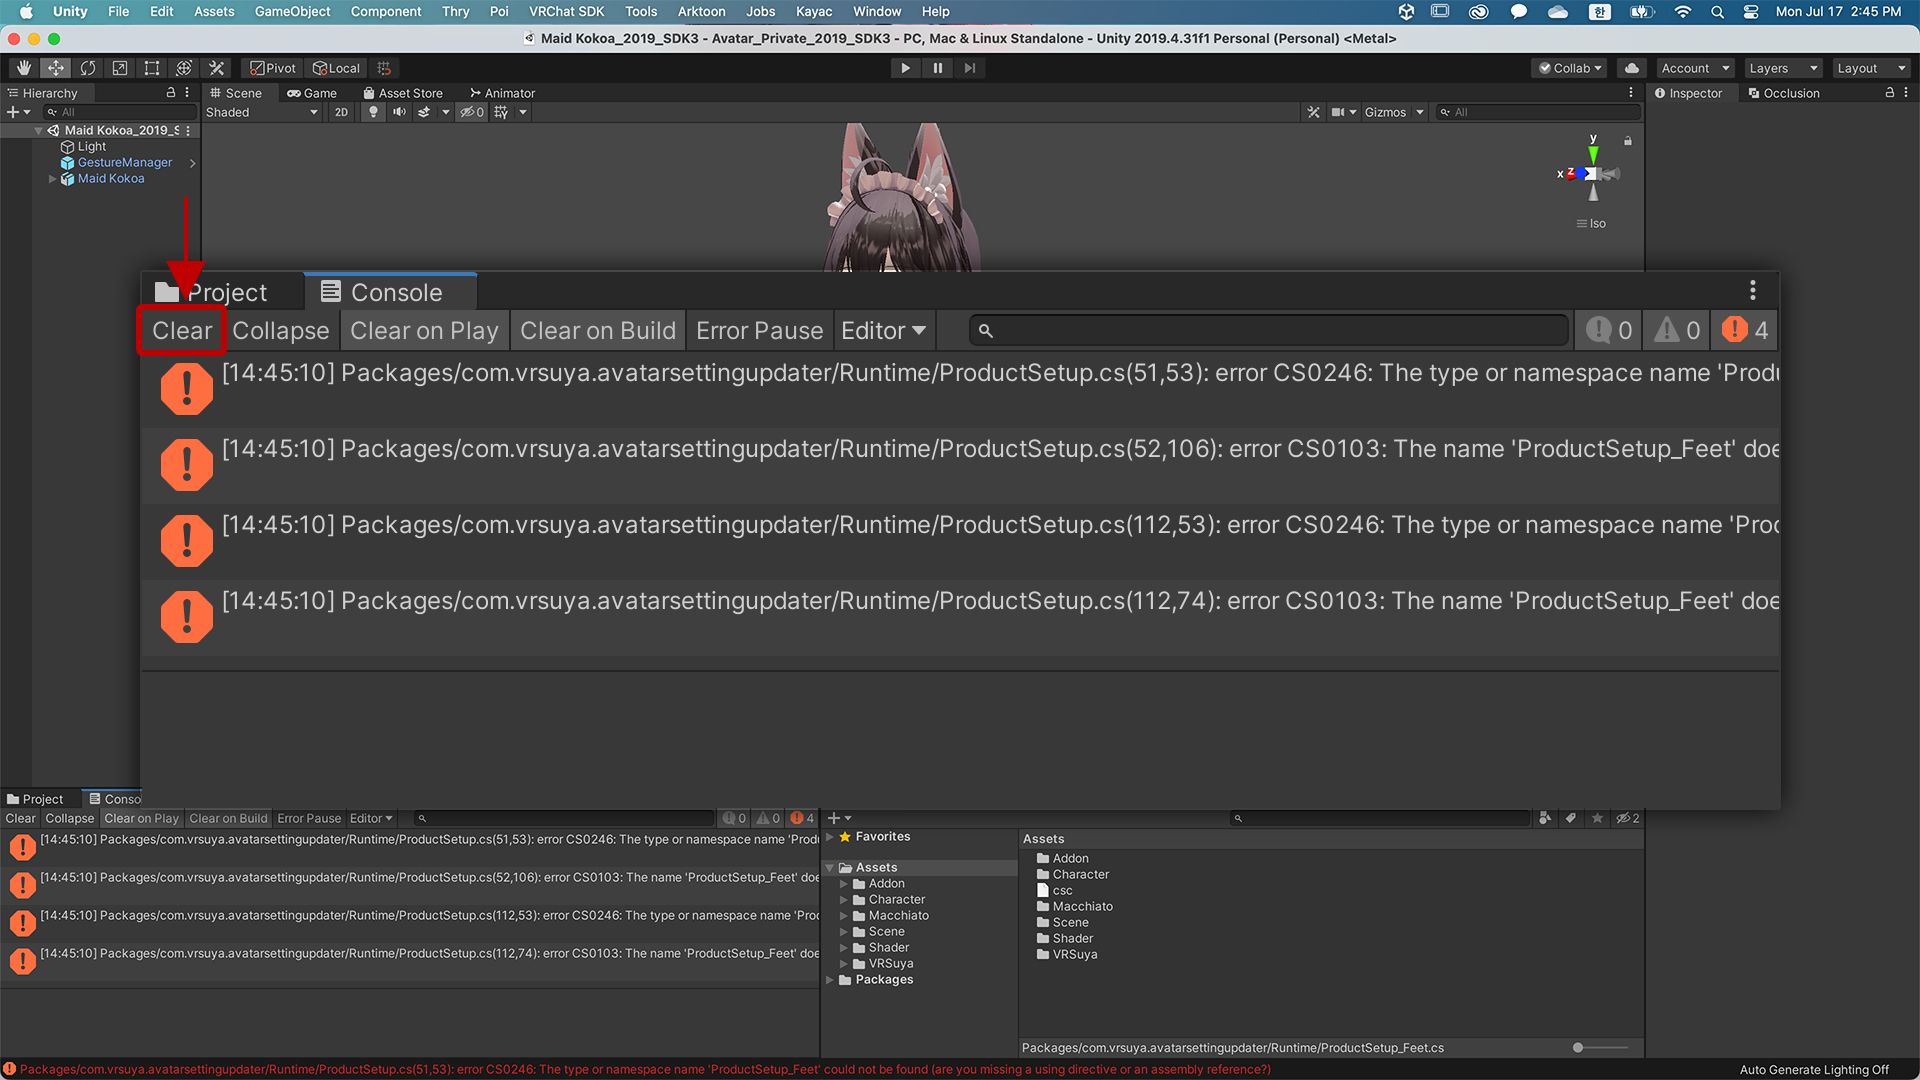 Unity File Edit Assets GameObject Component Thry Poi VRChat SDK Tools Arktoon Jobs Kayac Window Help 한 Mon Jul 17 2:45 PM
Maid Kokoa_2019_SDK3 - Avatar_Private_2019_SDK3 - PC, Mac & Linux Standalone - Unity 2019.4.31f1 Personal (Personal) <Metal>
Pivot Local Collab Account Layers Layout
Hierarchy Scene Game Asset Store Animator Inspector Occlusion
All Shaded 2D 0 Gizmos All
Maid Kokoa_2019_S
Light
GestureManager
Maid Kokoa
y
x z
Iso
Project Console
Clear Collapse Clear on Play Clear on Build Error Pause Editor 0 0 4
[14:45:10] Packages/com.vrsuya.avatarsettingupdater/Runtime/ProductSetup.cs(51,53): error CS0246: The type or namespace name 'Produ
[14:45:10] Packages/com.vrsuya.avatarsettingupdater/Runtime/ProductSetup.cs(52,106): error CS0103: The name 'ProductSetup_Feet' doe
[14:45:10] Packages/com.vrsuya.avatarsettingupdater/Runtime/ProductSetup.cs(112,53): error CS0246: The type or namespace name 'Proc
[14:45:10] Packages/com.vrsuya.avatarsettingupdater/Runtime/ProductSetup.cs(112,74): error CS0103: The name 'ProductSetup_Feet' doe
Project Conso
Clear Collapse Clear on Play Clear on Build Error Pause Editor 0 0 4
[14:45:10] Packages/com.vrsuya.avatarsettingupdater/Runtime/ProductSetup.cs(51,53): error CS0246: The type or namespace name 'Produ
[14:45:10] Packages/com.vrsuya.avatarsettingupdater/Runtime/ProductSetup.cs(52,106): error CS0103: The name 'ProductSetup_Feet' doe
[14:45:10] Packages/com.vrsuya.avatarsettingupdater/Runtime/ProductSetup.cs(112,53): error CS0246: The type or namespace name 'Proc
[14:45:10] Packages/com.vrsuya.avatarsettingupdater/Runtime/ProductSetup.cs(112,74): error CS0103: The name 'ProductSetup_Feet' doe
2
Favorites
Assets
Addon
Character
Macchiato
Scene
Shader
VRSuya
Packages
Assets
Addon
Character
csc
Macchiato
Scene
Shader
VRSuya
Packages/com.vrsuya.avatarsettingupdater/Runtime/ProductSetup_Feet.cs
Packages/com.vrsuya.avatarsettingupdater/Runtime/ProductSetup.cs(51,53): error CS0246: The type or namespace name 'ProductSetup_Feet' could not be found (are you missing a using directive or an assembly reference?)
Auto Generate Lighting Off